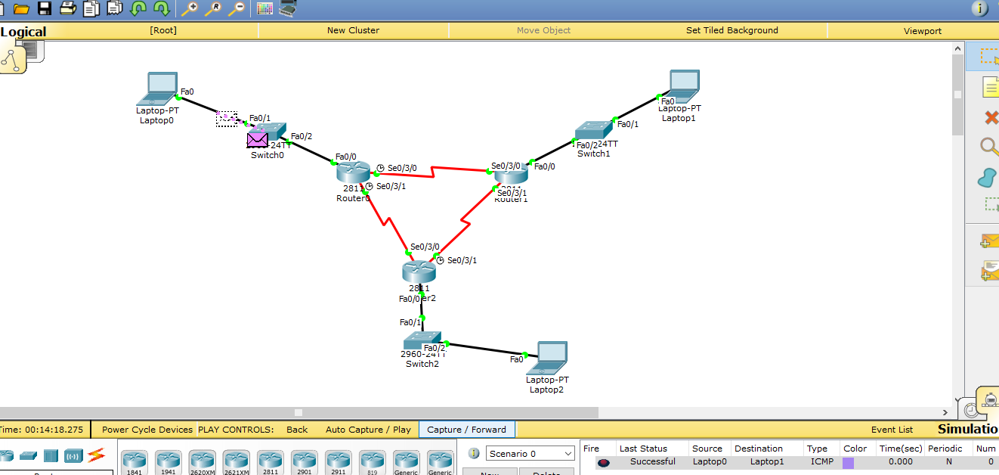 Logical
[Root]
New Cluster
Move Object
Set Tiled Background
Viewport
Fa0
Laptop-PT
Laptop0
Fa0/1
Fa0/2
Switch0
Fa0
Laptop-PT
Laptop1
Fa0/1
Fa0/2
24TT
Switch1
Fa0/0
Se0/3/0
Se0/3/1
Router0
Se0/3/0
Fa0/0
Se0/3/1
Router1
Se0/3/0
Se0/3/1
2811
Fa0/0
er2
Fa0/1
Fa0/2
2960-24TT
Switch2
Fa0
Laptop-PT
Laptop2
Time: 00:14:18.275
Power Cycle Devices
PLAY CONTROLS:
Back
Auto Capture / Play
Capture / Forward
Event List
Simulatio
1841
1941
2620XM
2621XM
2811
2901
2911
819
Generic
Generic
Scenario 0
New
Delete
Fire Last Status Source Destination Type Color Time(sec) Periodic Num
Successful Laptop0 Laptop1 ICMP 0.000 N 0